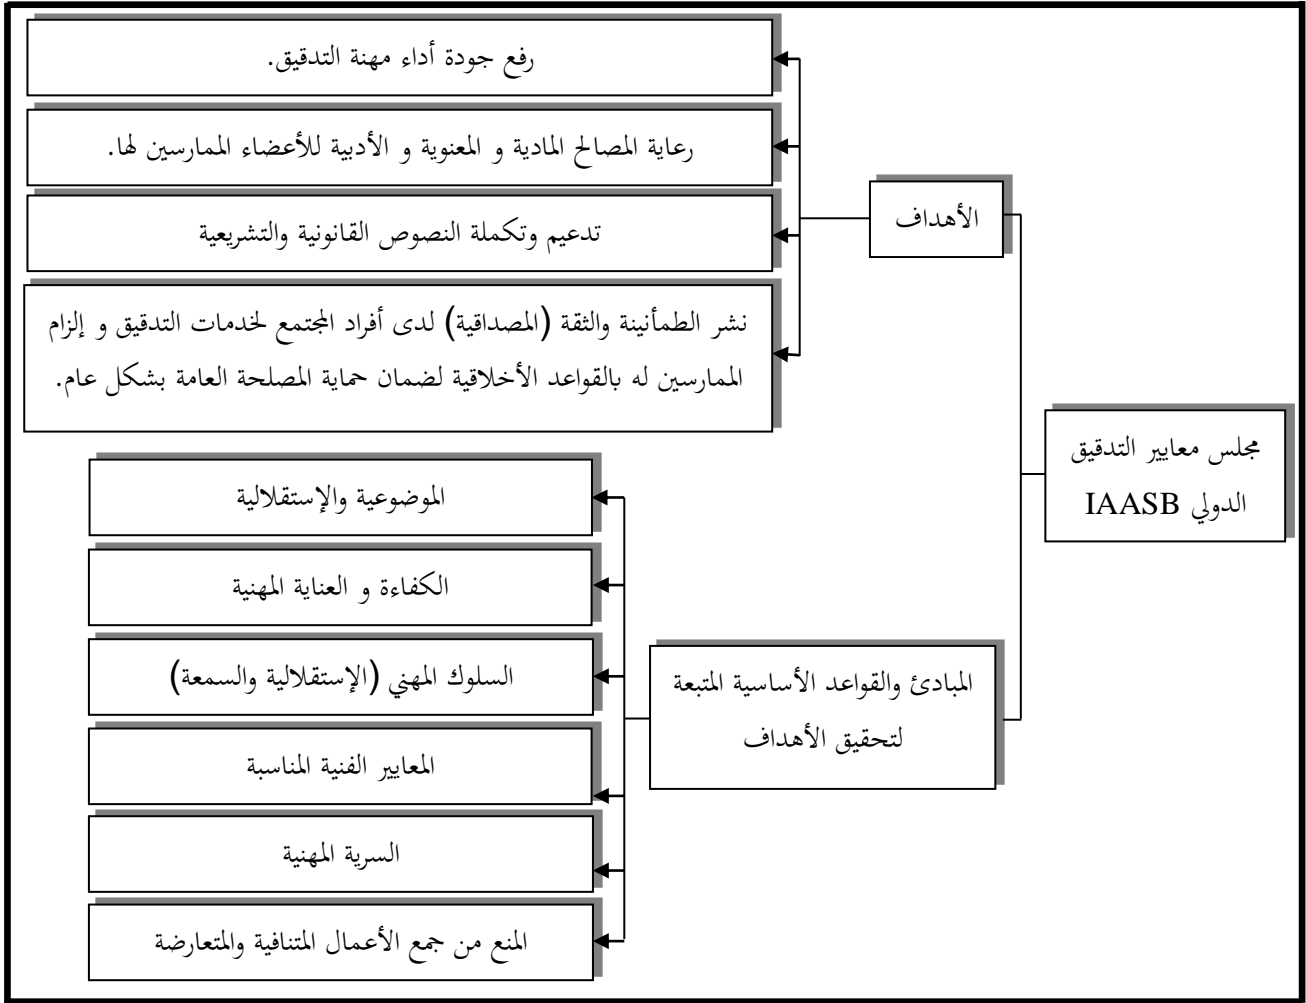 مجلس معايير التدقيق
الدولي IAASB
الأهداف
رفع جودة أداء مهنة التدقيق.
رعاية المصالح المادية و المعنوية و الأدبية للأعضاء الممارسين لها.
تدعيم وتكملة النصوص القانونية والتشريعية
نشر الطمأنينة والثقة (المصداقية) لدى أفراد المجتمع لخدمات التدقيق و إلزام
الممارسين له بالقواعد الأخلاقية لضمان حماية المصلحة العامة بشكل عام.
المبادئ والقواعد الأساسية المتبعة
لتحقيق الأهداف
الموضوعية والإستقلالية
الكفاءة و العناية المهنية
السلوك المهني (الإستقلالية والسمعة)
المعايير الفنية المناسبة
السرية المهنية
المنع من جمع الأعمال المتنافية والمتعارضة